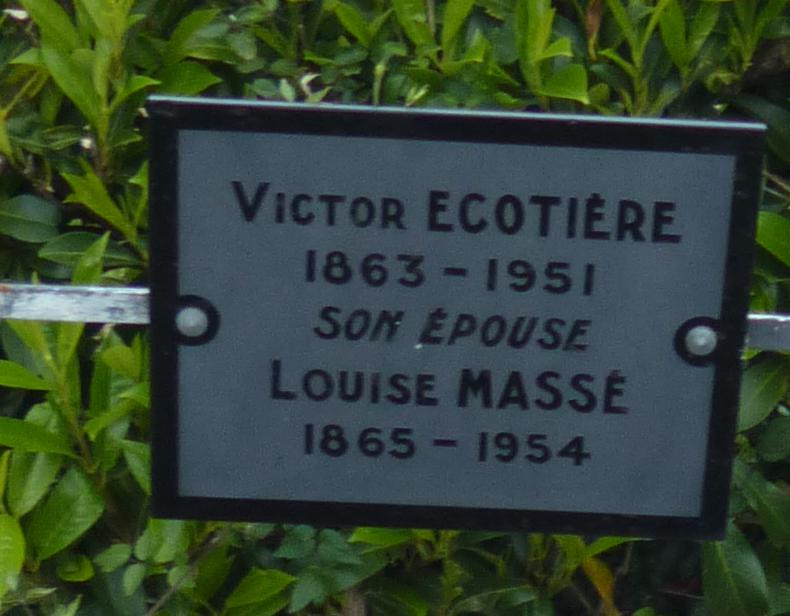 Victor ECOTIÈRE
1863 - 1951
SON ÉPOUSE
Louise MASSÉ
1865 - 1954